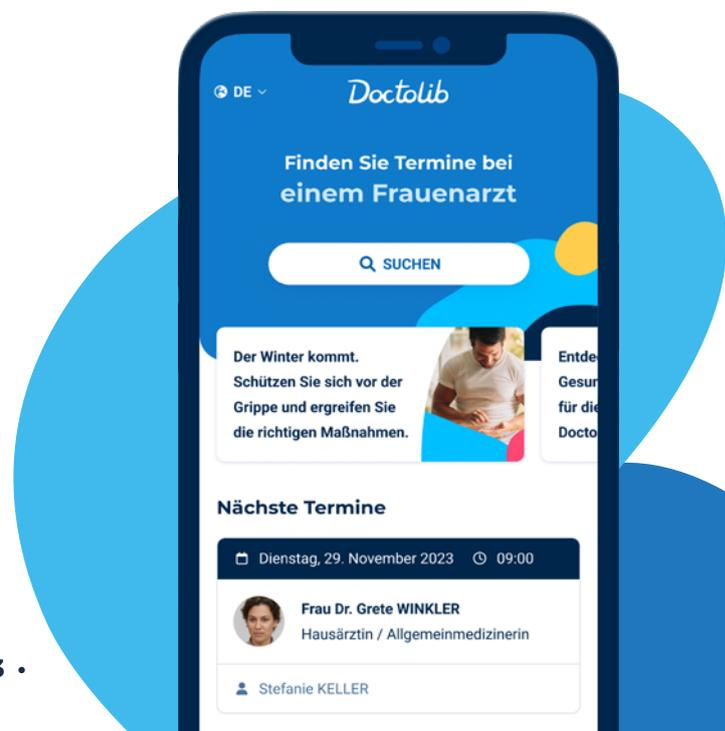 DE
Doctolib
Finden Sie Termine bei
einem Frauenarzt
SUCHEN
Der Winter kommt.
Schützen Sie sich vor der
Grippe und ergreifen Sie
die richtigen Maßnahmen.
für die
Nächste Termine
Dienstag, 29. November 2023 09:00
Frau Dr. Grete WINKLER
Hausärztin / Allgemeinmedizinerin
Stefanie KELLER